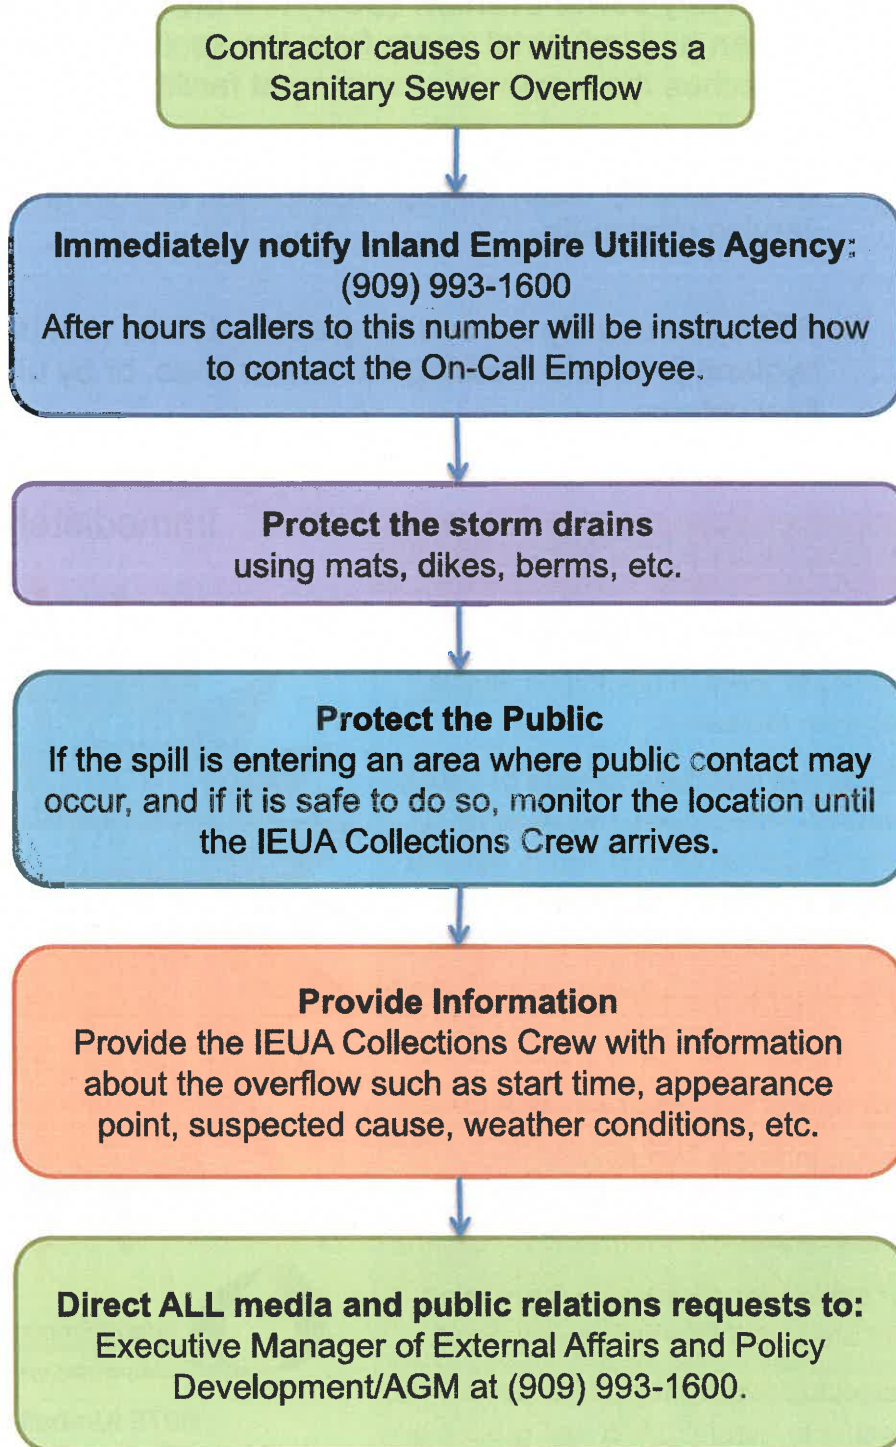 Contractor causes or witnesses a
Sanitary Sewer Overflow
Immediately notify Inland Empire Utilities Agency:
(909) 993-1600
After hours callers to this number will be instructed how
to contact the On-Call Employee.
Protect the storm drains
using mats, dikes, berms, etc.
Protect the Public
If the spill is entering an area where public contact may
occur, and if it is safe to do so, monitor the location until
the IEUA Collections Crew arrives.
Provide Information
Provide the IEUA Collections Crew with information
about the overflow such as start time, appearance
point, suspected cause, weather conditions, etc.
Direct ALL media and public relations requests to:
Executive Manager of External Affairs and Policy
Development/AGM at (909) 993-1600.